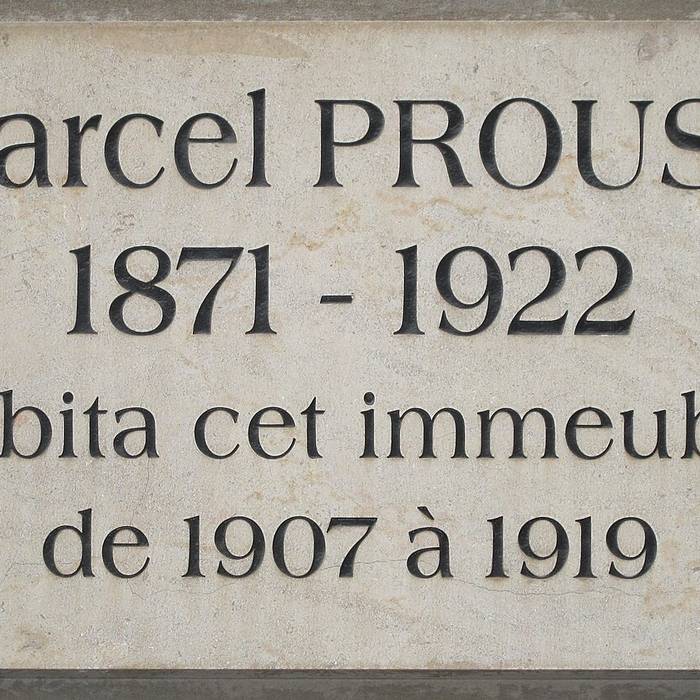 arcel PROUS
1871 - 1922
bita cet immeub
de 1907 à 1919